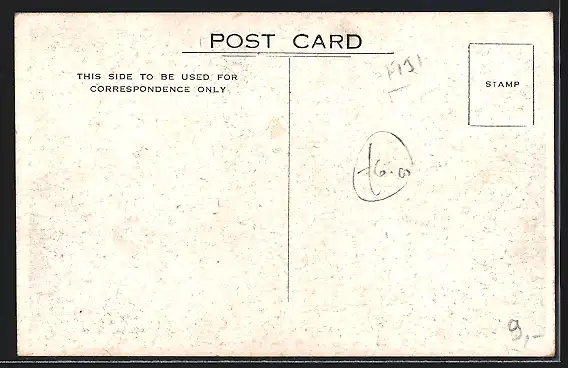 POST CARD
THIS SIDE TO BE USED FOR
CORRESPONDENCE ONLY
STAMP
FIJI
£6.00
9,-